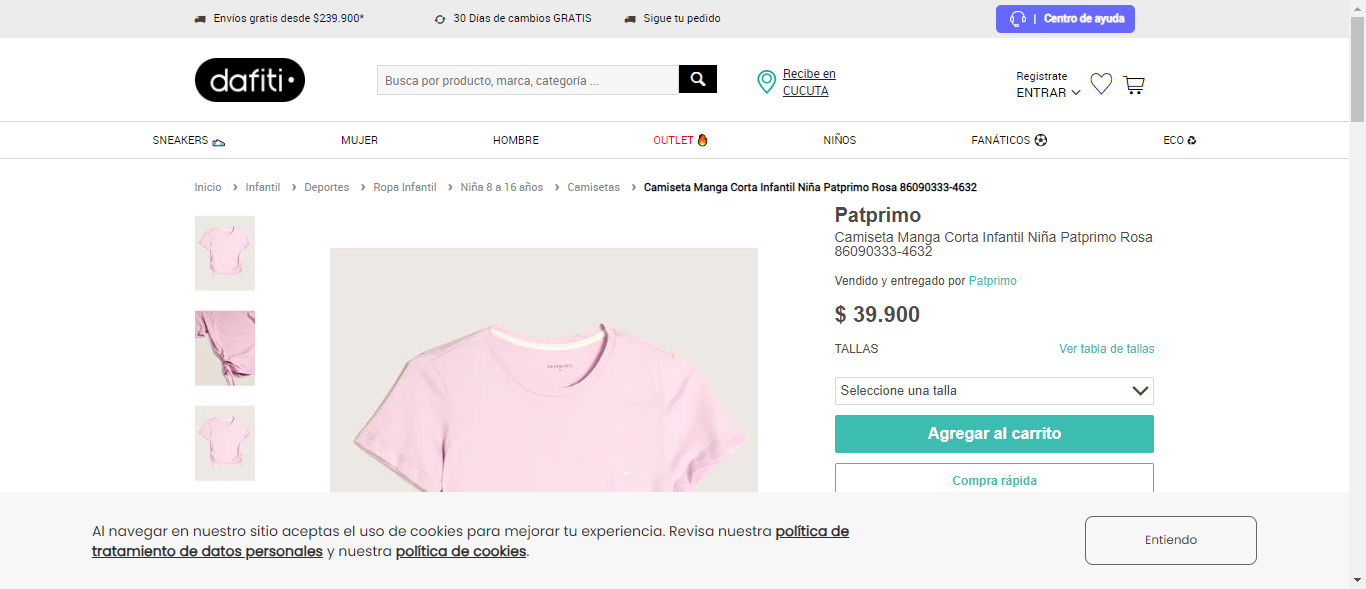 Envíos gratis desde $239.900*
30 Días de cambios GRATIS
Sigue tu pedido
| Centro de ayuda
dafiti
Busca por producto, marca, categoría ...
Recibe en
CUCUTA
Registrate
ENTRAR
SNEAKERS
MUJER
HOMBRE
OUTLET
NIÑOS
FANÁTICOS
ECO
Inicio > Infantil > Deportes > Ropa Infantil > Niña 8 a 16 años > Camisetas > Camiseta Manga Corta Infantil Niña Patprimo Rosa 86090333-4632
Patprimo
Camiseta Manga Corta Infantil Niña Patprimo Rosa
86090333-4632
Vendido y entregado por Patprimo
$ 39.900
TALLAS
Ver tabla de tallas
Seleccione una talla
Agregar al carrito
Compra rápida
PATPRIMO
Al navegar en nuestro sitio aceptas el uso de cookies para mejorar tu experiencia. Revisa nuestra política de
tratamiento de datos personales y nuestra política de cookies.
Entiendo